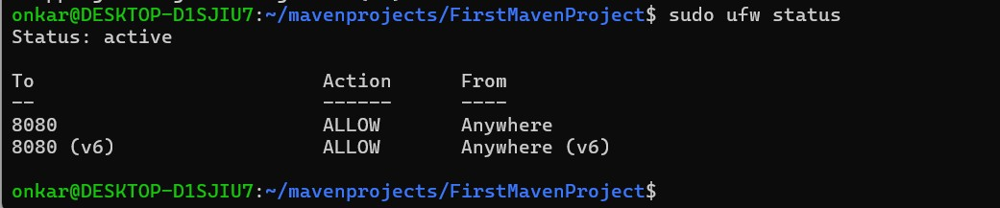 onkar@DESKTOP-D1SJIU7:~/mavenprojects/FirstMavenProject$ sudo ufw status
Status: active
To                         Action      From
--                         ------      ----
8080                       ALLOW       Anywhere
8080 (v6)                  ALLOW       Anywhere (v6)
onkar@DESKTOP-D1SJIU7:~/mavenprojects/FirstMavenProject$